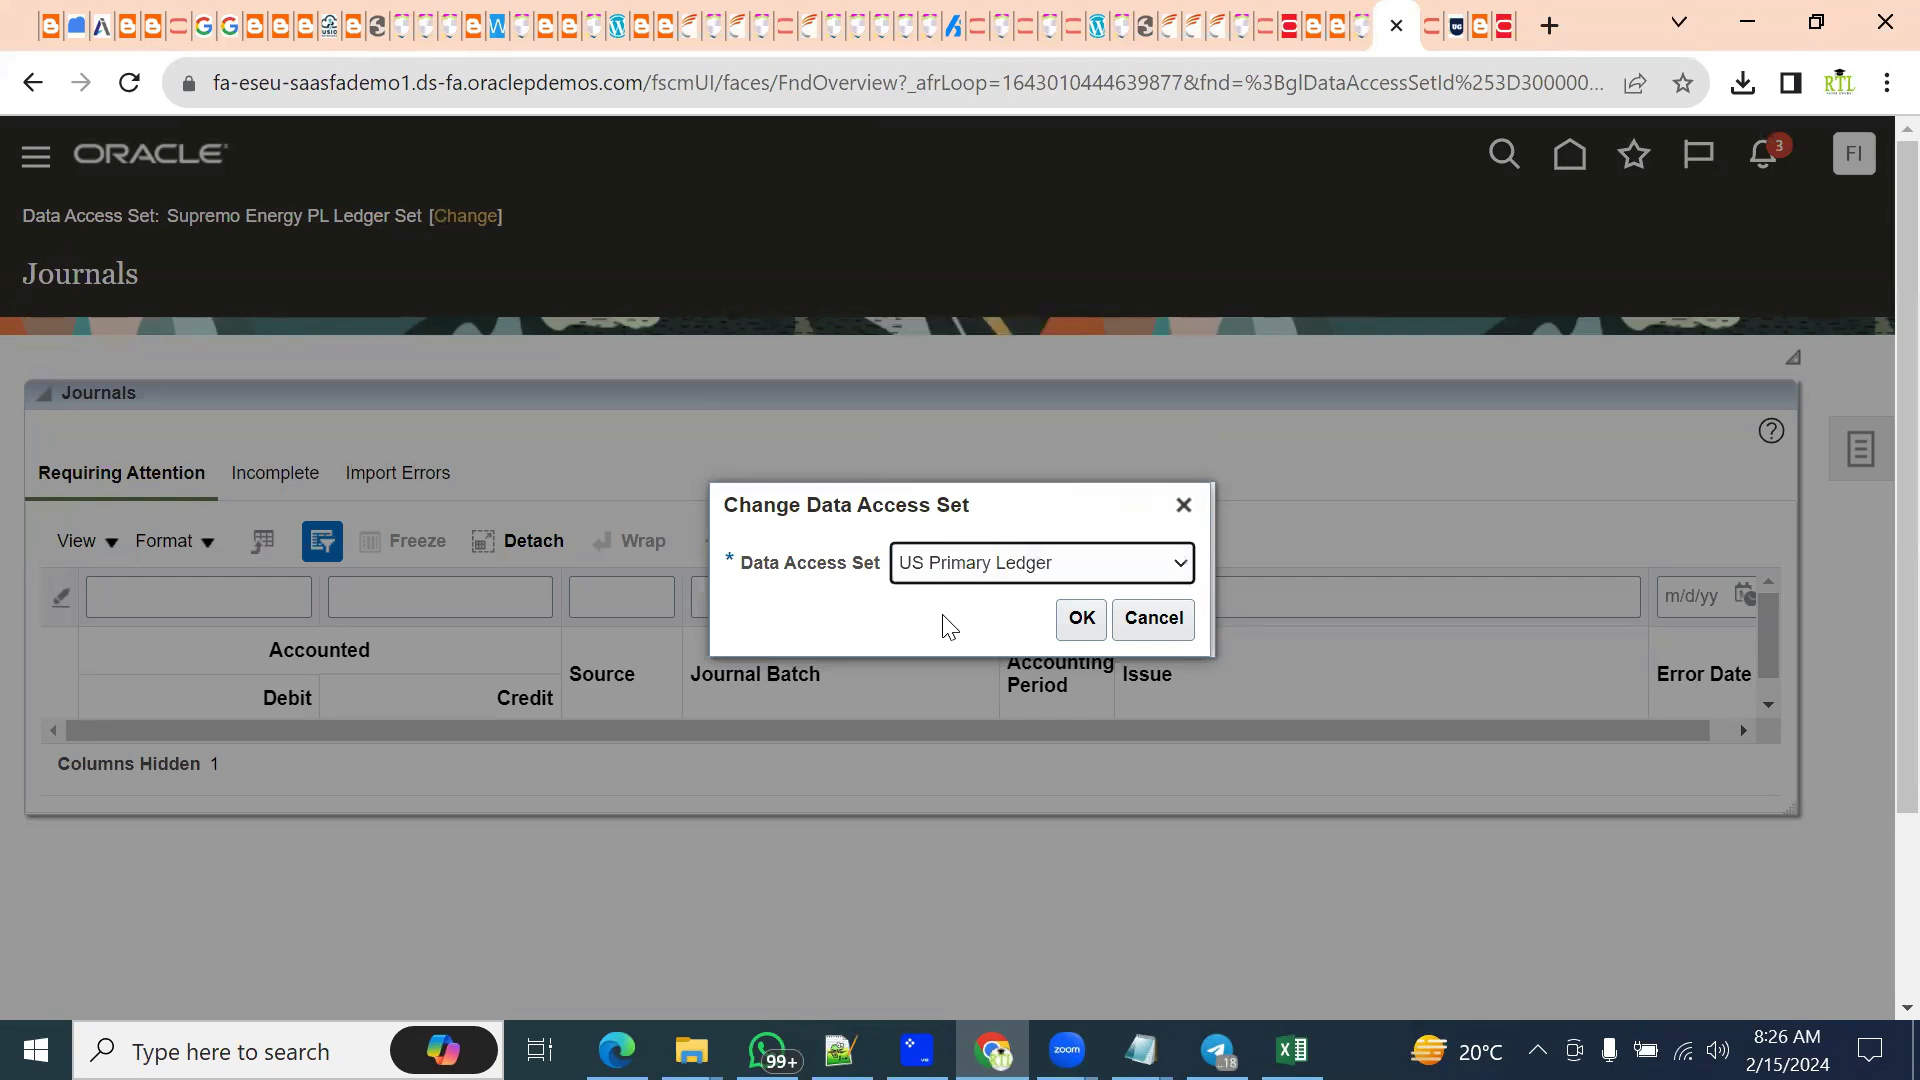 fa-eseu-saasfademo1.ds-fa.oraclepdemos.com/fscmUI/faces/FndOverview?_afrLoop=1643010444639877&fnd=%3BglDataAccessSetId%253D300000...
RTL
ORACLE
3
FI
Data Access Set: Supremo Energy PL Ledger Set [Change]
Journals
Journals
Requiring Attention Incomplete Import Errors
Change Data Access Set
View Format Freeze Detach Wrap
* Data Access Set US Primary Ledger
m/d/yy
OK Cancel
Accounted
Source Journal Batch Accounting Period Issue Error Date
Debit Credit
Columns Hidden 1
Type here to search
99+
zoom
18
20°C
8:26 AM
2/15/2024